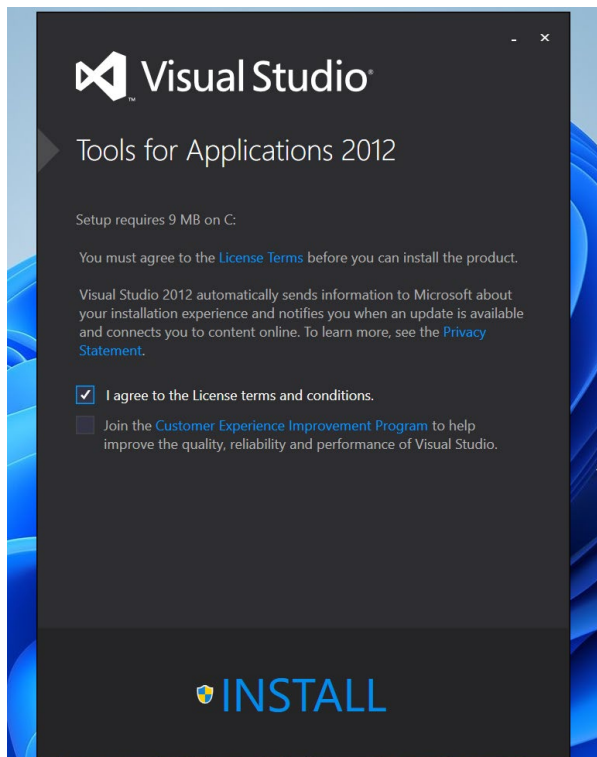 Visual Studio®
™
Tools for Applications 2012
Setup requires 9 MB on C:
You must agree to the License Terms before you can install the product.
Visual Studio 2012 automatically sends information to Microsoft about
your installation experience and notifies you when an update is available
and connects you to content online. To learn more, see the Privacy
Statement.
I agree to the License terms and conditions.
Join the Customer Experience Improvement Program to help
improve the quality, reliability and performance of Visual Studio.
INSTALL